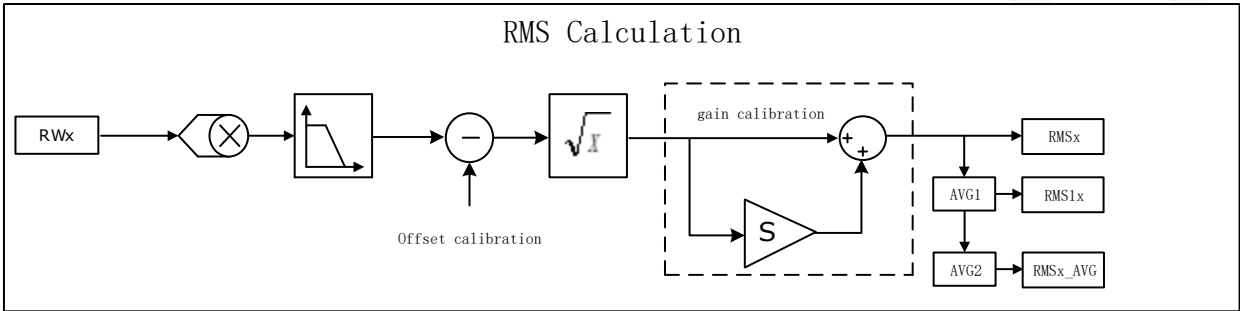 RMS Calculation
gain calibration
RWx
×
−
√X
+
+
RMSx
S
AVG1
RMS1x
Offset calibration
AVG2
RMSx_AVG